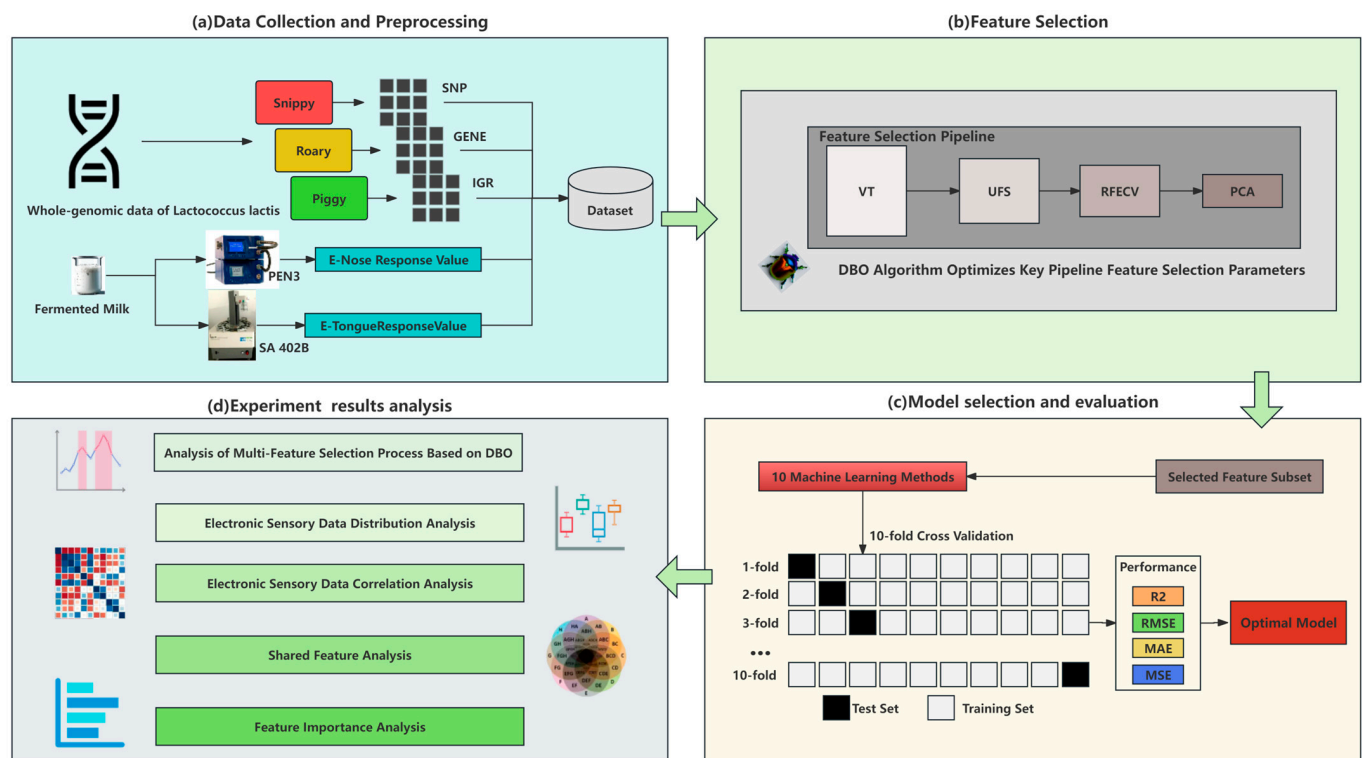 (a)Data Collection and Preprocessing
Snippy
SNP
Roary
GENE
Piggy
IGR
Whole-genomic data of Lactococcus lactis
Dataset
PEN3
E-Nose Response Value
Fermented Milk
SA 402B
E-TongueResponseValue
(b)Feature Selection
Feature Selection Pipeline
VT
UFS
RFECV
PCA
DBO Algorithm Optimizes Key Pipeline Feature Selection Parameters
(c)Model selection and evaluation
10 Machine Learning Methods
Selected Feature Subset
10-fold Cross Validation
1-fold
2-fold
3-fold
•••
10-fold
Test Set
Training Set
Performance
R2
RMSE
MAE
MSE
Optimal Model
(d)Experiment results analysis
Analysis of Multi-Feature Selection Process Based on DBO
Electronic Sensory Data Distribution Analysis
Electronic Sensory Data Correlation Analysis
Shared Feature Analysis
Feature Importance Analysis